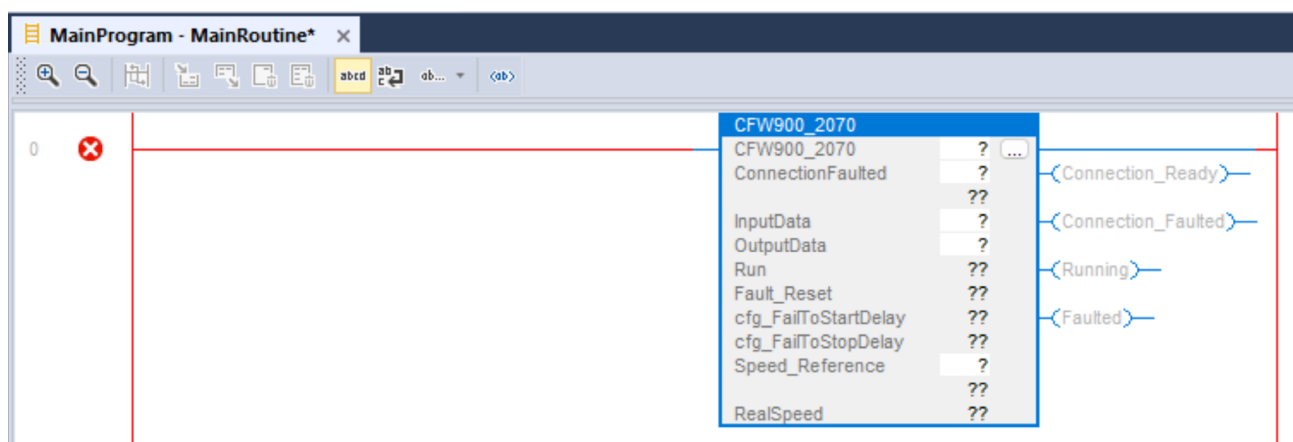 MainProgram - MainRoutine* ×
abcd ab c ab... <ab>
CFW900_2070
0 CFW900_2070 ? ...
ConnectionFaulted ? Connection_Ready
??
InputData ? Connection_Faulted
OutputData ?
Run ?? Running
Fault_Reset ??
cfg_FailToStartDelay ?? Faulted
cfg_FailToStopDelay ??
Speed_Reference ?
??
RealSpeed ??